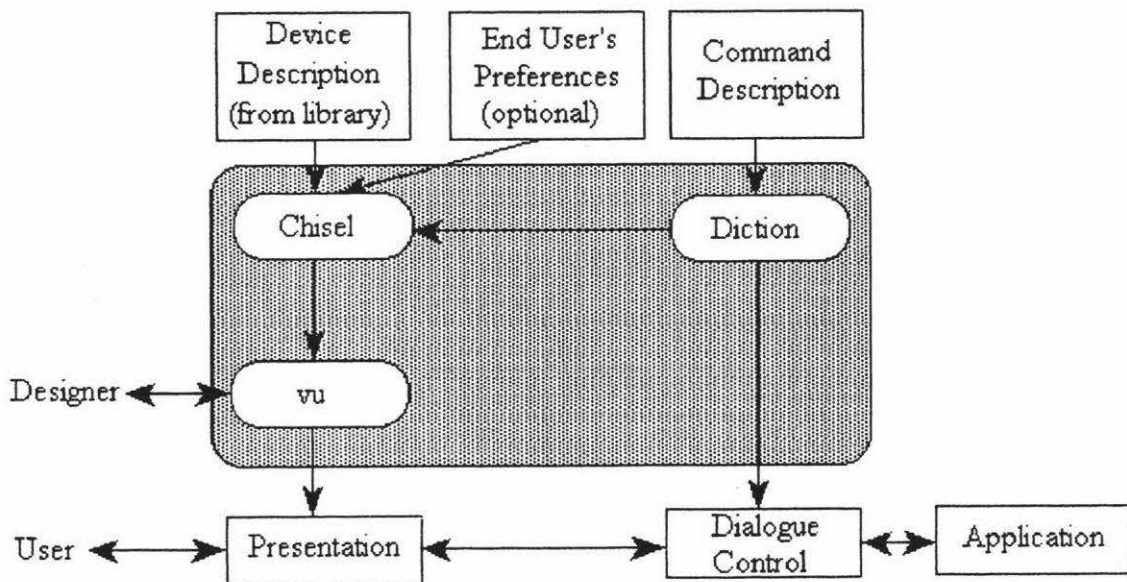 Device
Description
(from library)
End User's
Preferences
(optional)
Command
Description
Chisel
Diction
Designer
vu
User
Presentation
Dialogue
Control
Application